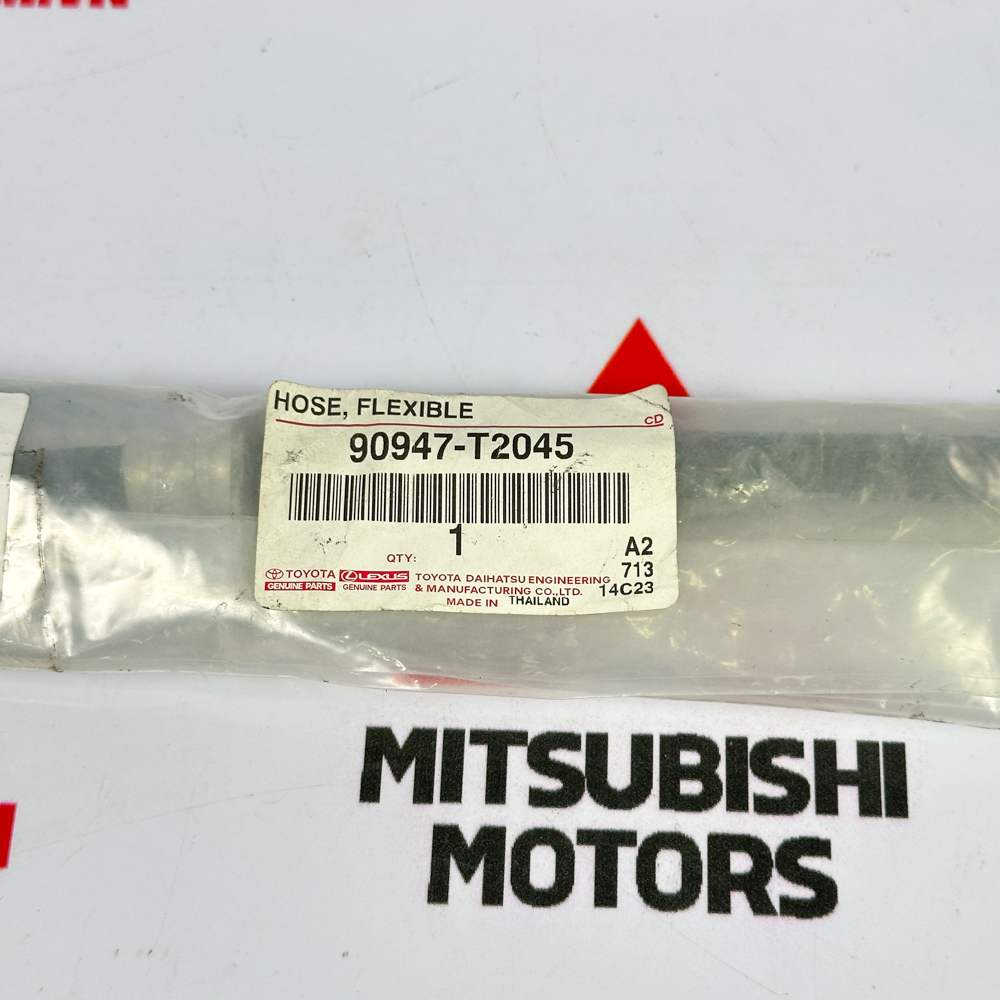 HOSE, FLEXIBLE
CD
90947-T2045
1
QTY:
A2
713
14C23
TOYOTA
GENUINE PARTS
LEXUS
GENUINE PARTS
TOYOTA DAIHATSU ENGINEERING
& MANUFACTURING CO.,LTD.
MADE IN THAILAND
MITSUBISHI
MOTORS